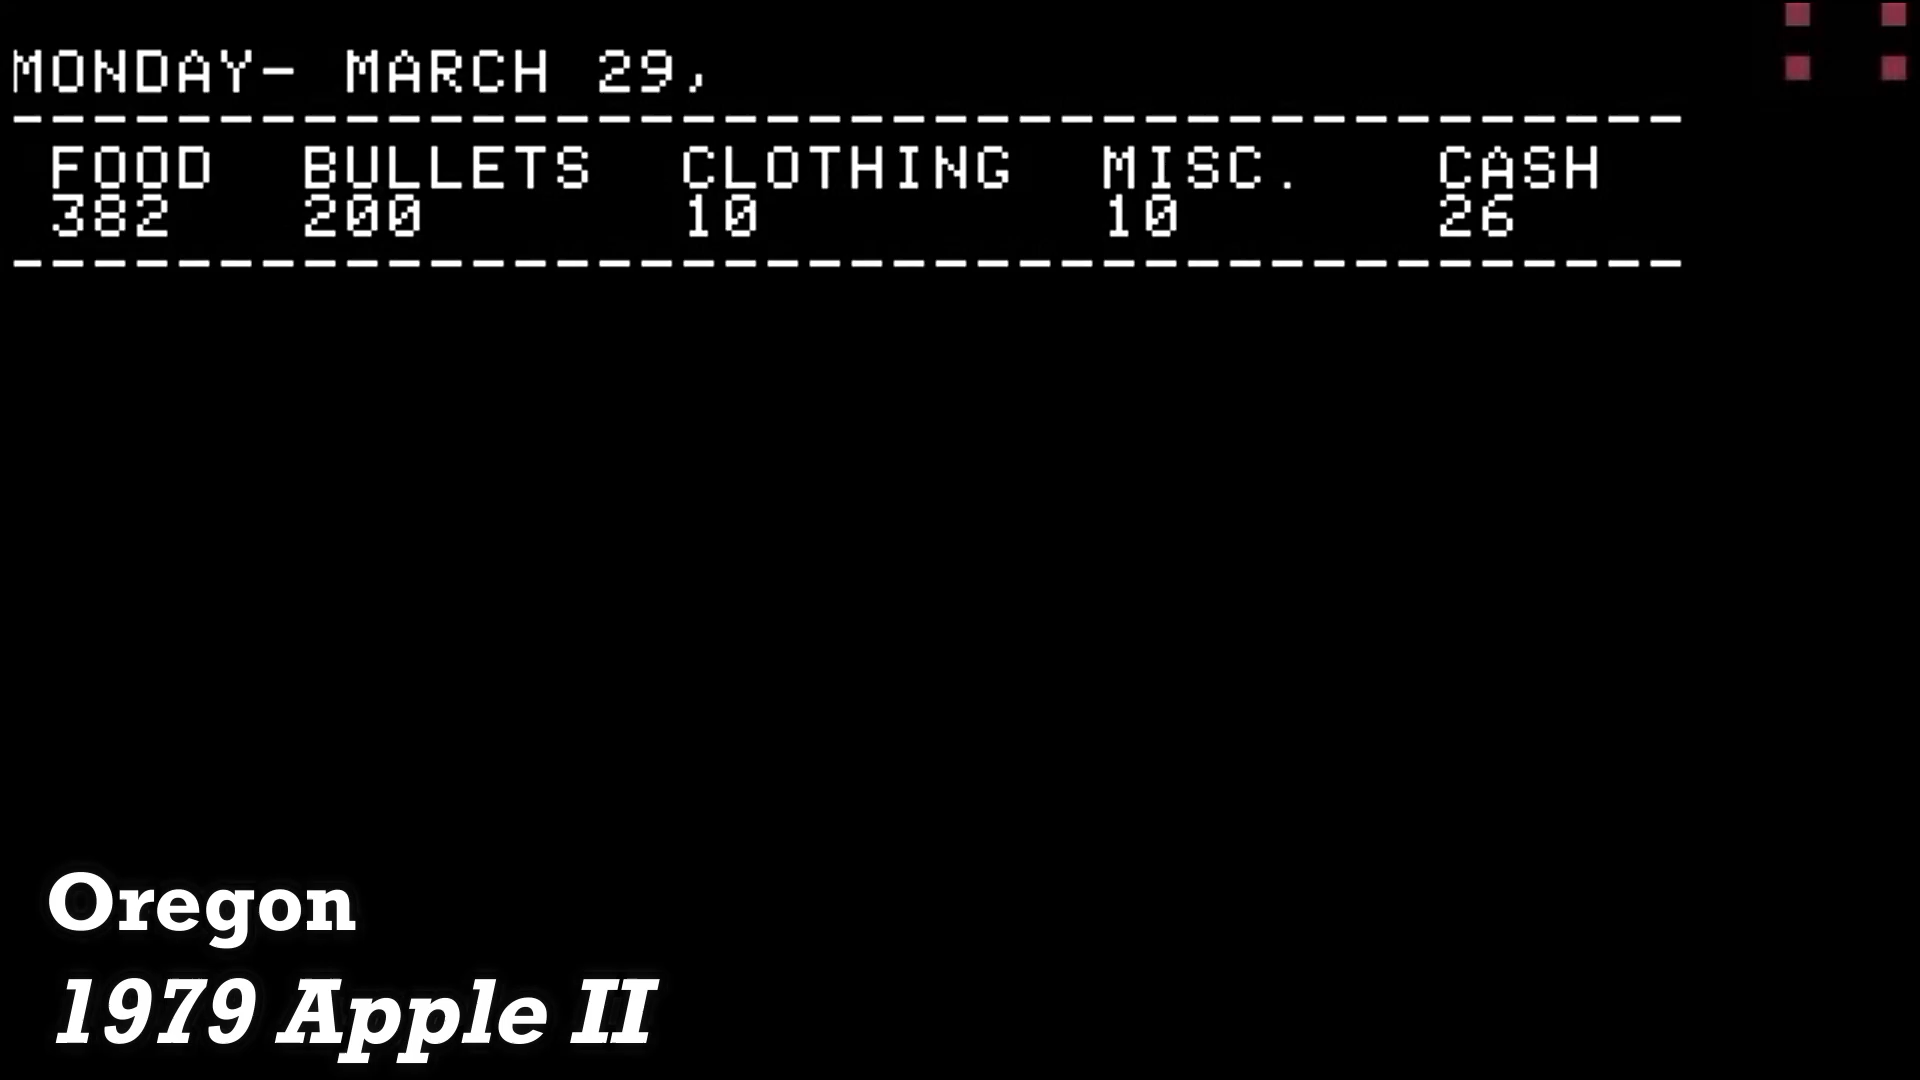 MONDAY- MARCH 29,
----------------------------------------
FOOD BULLETS CLOTHING MISC. CASH
382 200 10 10 26
----------------------------------------
Oregon
1979 Apple II